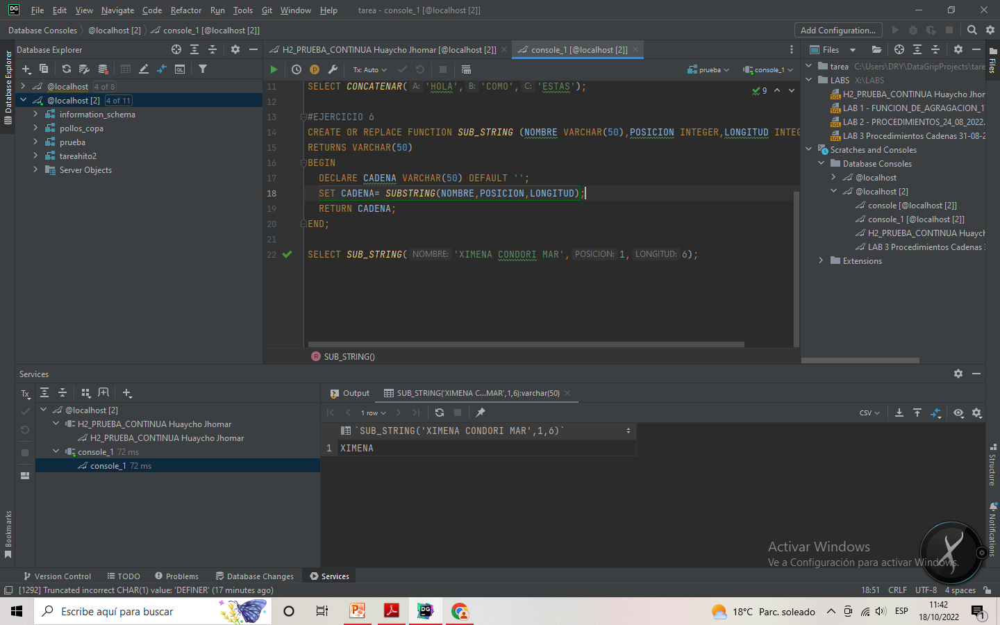 DG File Edit View Navigate Code Refactor Run Tools Git Window Help tarea - console_1 [@localhost [2]]
Database Consoles @localhost [2] console_1 [@localhost [2]] Add Configuration...
Database Explorer
H2_PRUEBA_CONTINUA Huaycho Jhomar [@localhost [2]] console_1 [@localhost [2]]
Files
Tx: Auto prueba console_1
Database Explorer
@localhost 4 of 8
@localhost [2] 4 of 11
information_schema
pollos_copa
prueba
tareahito2
Server Objects
11 SELECT CONCATENAR( A: 'HOLA', B: 'COMO', C: 'ESTAS');
9
12
13 #EJERCICIO 6
14 CREATE OR REPLACE FUNCTION SUB_STRING (NOMBRE VARCHAR(50),POSICION INTEGER,LONGITUD INTEG
15 RETURNS VARCHAR(50)
16 BEGIN
17 DECLARE CADENA VARCHAR(50) DEFAULT '';
18 SET CADENA= SUBSTRING(NOMBRE,POSICION,LONGITUD);
19 RETURN CADENA;
20 END;
21
22 SELECT SUB_STRING( NOMBRE: 'XIMENA CONDORI MAR', POSICION: 1, LONGITUD: 6);
R SUB_STRING()
tarea C:\Users\DRY\DataGripProjects\tare
LABS X:\LABS
H2_PRUEBA_CONTINUA Huaycho Jhor
LAB 1 - FUNCION_DE_AGRAGACION_1
LAB 2 - PROCEDIMIENTOS_24_08_2022.
LAB 3 Procedimientos Cadenas 31-08-2
Scratches and Consoles
Database Consoles
@localhost
@localhost [2]
console [@localhost [2]]
console_1 [@localhost [2]]
H2_PRUEBA_CONTINUA Huaych
LAB 3 Procedimientos Cadenas 3
Extensions
Files
Services
Tx
@localhost [2]
H2_PRUEBA_CONTINUA Huaycho Jhomar
H2_PRUEBA_CONTINUA Huaycho Jhomar
console_1 72 ms
console_1 72 ms
Output SUB_STRING('XIMENA C...MAR',1,6):varchar(50)
1 row CSV
`SUB_STRING('XIMENA CONDORI MAR',1,6)`
1 XIMENA
Structure
Notifications
Bookmarks
Activar Windows
Ve a Configuración para activar Windows.
Version Control TODO Problems Database Changes Services
[1292] Truncated incorrect CHAR(1) value: 'DEFINER' (17 minutes ago) 18:51 CRLF UTF-8 4 spaces
Escribe aquí para buscar
18°C Parc. soleado ESP 11:42
18/10/2022
1